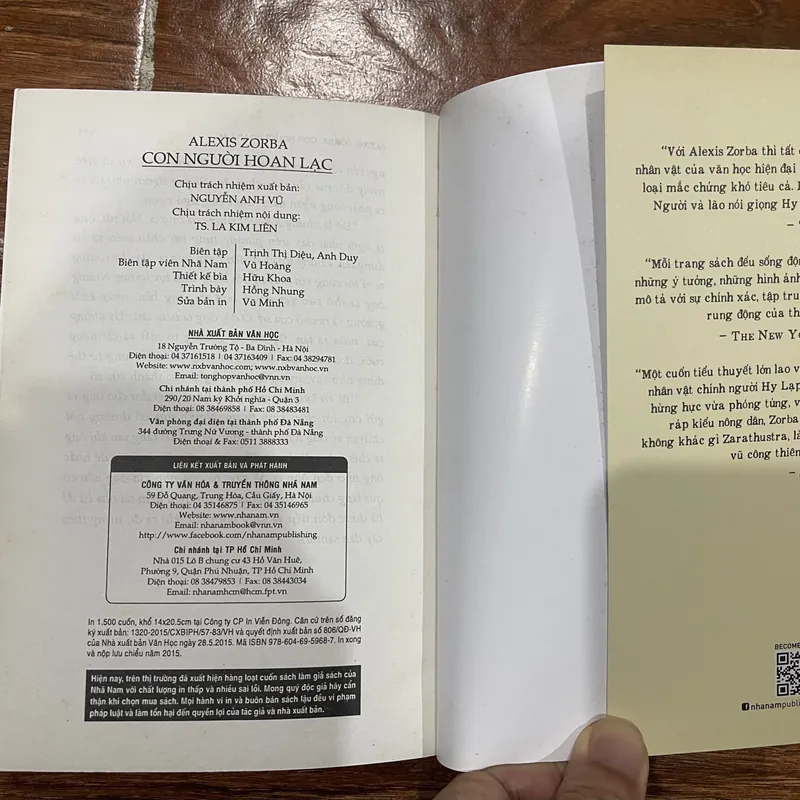 ALEXIS ZORBA
CON NGƯỜI HOAN LẠC
Chịu trách nhiệm xuất bản:
NGUYỄN ANH VŨ
Chịu trách nhiệm nội dung:
TS. LA KIM LIÊN
Biên tập Trịnh Thị Diệu, Anh Duy
Biên tập viên Nhã Nam Vũ Hoàng
Thiết kế bìa Hữu Khoa
Trình bày Hồng Nhung
Sửa bản in Vũ Minh
NHÀ XUẤT BẢN VĂN HỌC
18 Nguyễn Trường Tộ - Ba Đình - Hà Nội
Điện thoại: 04 37161518 | 04 37163409 | Fax: 04 38294781
Website: www.nxbvanhoc.com; www.nxbvanhoc.vn
Email: tonghopvanhoc@vnn.vn
Chi nhánh tại thành phố Hồ Chí Minh
290/20 Nam kỳ Khởi nghĩa - Quận 3
Điện thoại: 08 38469858 | Fax: 08 38483481
Văn phòng đại diện tại thành phố Đà Nẵng
344 đường Trưng Nữ Vương - thành phố Đà Nẵng
Điện thoại & Fax: 0511 3888333
LIÊN KẾT XUẤT BẢN VÀ PHÁT HÀNH
CÔNG TY VĂN HÓA & TRUYỀN THÔNG NHÃ NAM
59 Đỗ Quang, Trung Hòa, Cầu Giấy, Hà Nội
Điện thoại: 04 35146875 | Fax: 04 35146965
Website: www.nhanam.vn
Email: nhanambook@vnn.vn
http://www.facebook.com/nhanampublishing
Chi nhánh tại TP Hồ Chí Minh
Nhà 015 Lô B chung cư 43 Hồ Văn Huê,
Phường 9, Quận Phú Nhuận, TP Hồ Chí Minh
Điện thoại: 08 38479853 | Fax: 08 38443034
Email: nhanamhcm@hcm.fpt.vn
In 1.500 cuốn, khổ 14x20.5cm tại Công ty CP In Viễn Đông. Căn cứ trên số đăng
ký xuất bản: 1320-2015/CXBIPH/57-83/VH và quyết định xuất bản số 806/QĐ-VH
của Nhà xuất bản Văn Học ngày 28.5.2015. Mã ISBN 978-604-69-5968-7. In xong
và nộp lưu chiểu năm 2015.
Hiện nay, trên thị trường đã xuất hiện hàng loạt cuốn sách làm giả sách của
Nhã Nam với chất lượng in thấp và nhiều sai lỗi. Mong quý độc giả hãy cẩn
thận khi chọn mua sách. Mọi hành vi in và buôn bán sách lậu đều vi phạm
pháp luật và làm tổn hại đến quyền lợi của tác giả và nhà xuất bản.
“Với Alexis Zorba thì tất
nhân vật của văn học hiện đại
loại mắc chứng khó tiêu cả.
Người và lão nói giọng Hy
“Mỗi trang sách đều sống
những ý tưởng, những hình ảnh
mô tả với sự chính xác, tập
rung động của
– THE NEW
“Một cuốn tiểu thuyết lớn lao
nhân vật chính người Hy Lạp
hừng hực vừa phóng túng,
ráp kiểu nông dân, Zorba
không khác gì Zarathustra,
vũ công
BECOME
nhanampubli